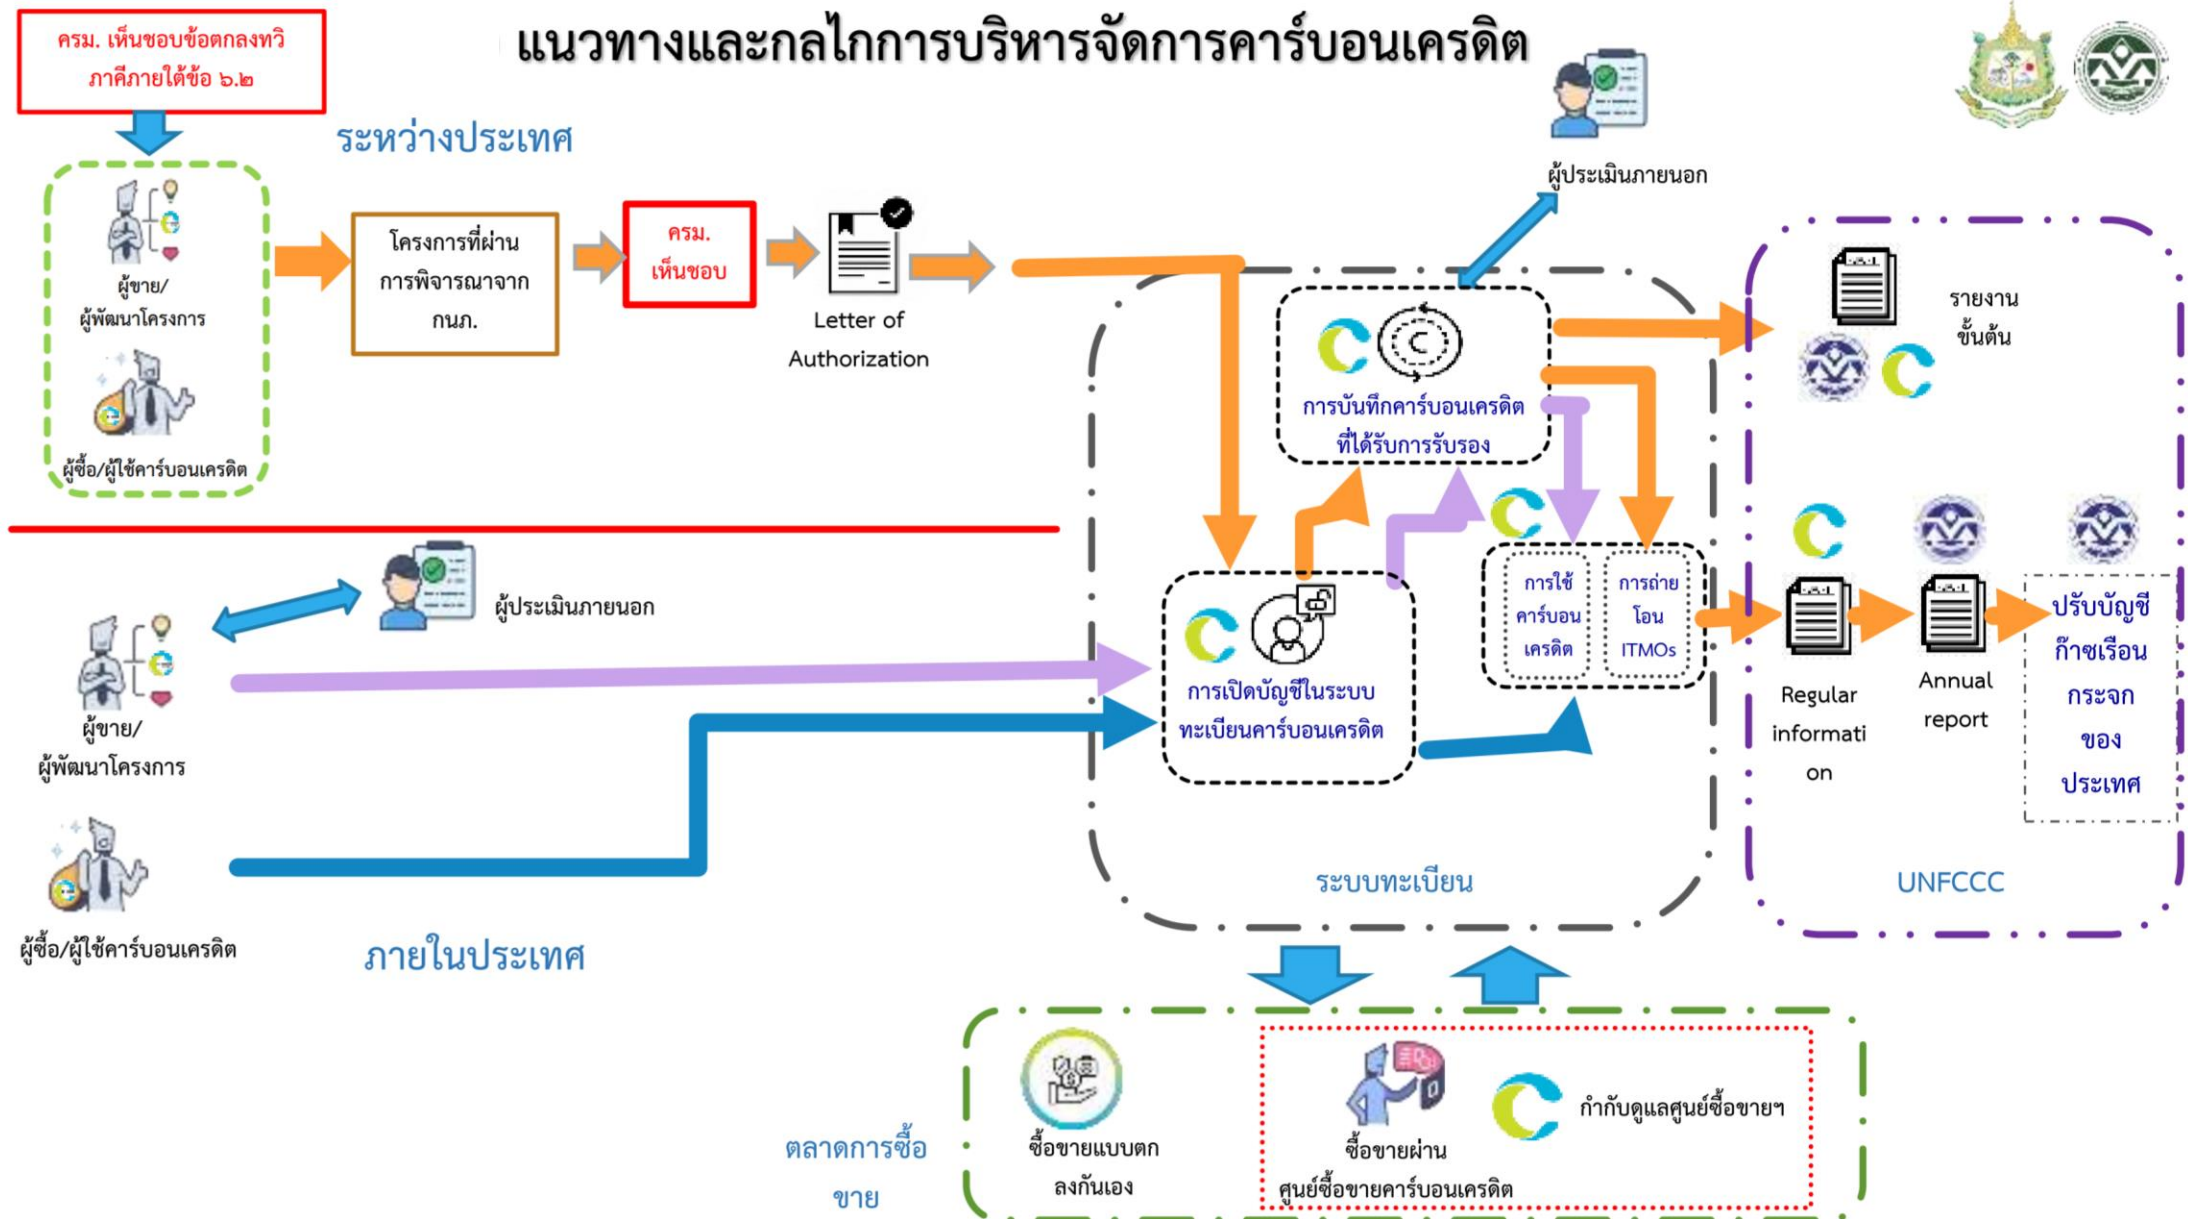 แนวทางและกลไกการบริหารจัดการคาร์บอนเครดิต
ครม. เห็นชอบข้อตกลงทวิ
ภาคีภายใต้ข้อ ๖.๒
ระหว่างประเทศ
ผู้ขาย/
ผู้พัฒนาโครงการ
ผู้ซื้อ/ผู้ใช้คาร์บอนเครดิต
โครงการที่ผ่าน
การพิจารณาจาก
กนภ.
ครม.
เห็นชอบ
Letter of
Authorization
ผู้ประเมินภายนอก
การบันทึกคาร์บอนเครดิต
ที่ได้รับการรับรอง
รายงาน
ขั้นต้น
ผู้ประเมินภายนอก
ผู้ขาย/
ผู้พัฒนาโครงการ
ผู้ซื้อ/ผู้ใช้คาร์บอนเครดิต
ภายในประเทศ
การเปิดบัญชีในระบบ
ทะเบียนคาร์บอนเครดิต
การใช้
คาร์บอน
เครดิต
การถ่าย
โอน
ITMOs
ระบบทะเบียน
Regular
informati
on
Annual
report
ปรับบัญชี
ก๊าซเรือน
กระจก
ของ
ประเทศ
UNFCCC
ตลาดการซื้อ
ขาย
ซื้อขายแบบตก
ลงกันเอง
ซื้อขายผ่าน
ศูนย์ซื้อขายคาร์บอนเครดิต
กำกับดูแลศูนย์ซื้อขายฯ